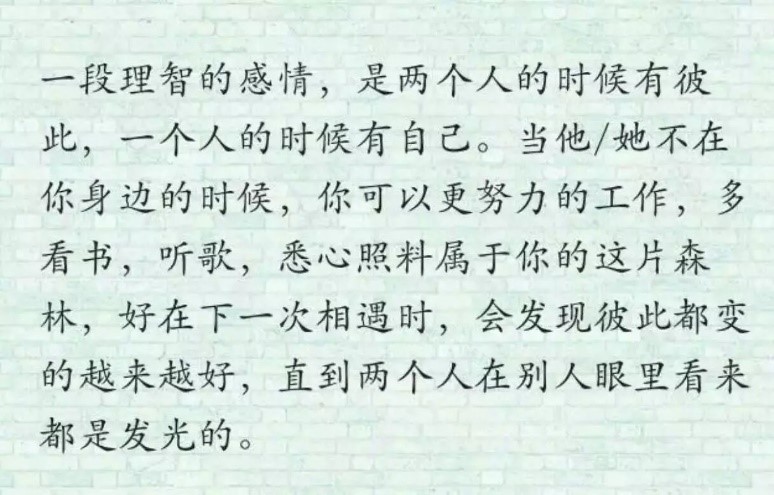 一段理智的感情，是两个人的时候有彼
此，一个人的时候有自己。当他/她不在
你身边的时候，你可以更努力的工作，多
看书，听歌，悉心照料属于你的这片森
林，好在下一次相遇时，会发现彼此都变
的越来越好，直到两个人在别人眼里看来
都是发光的。